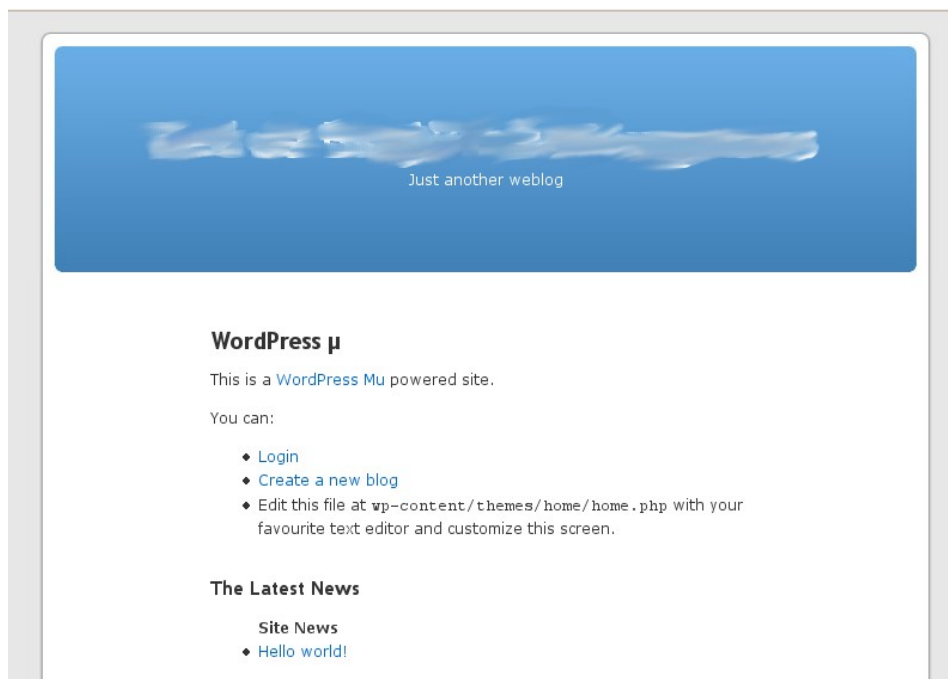 Just another weblog
WordPress µ
This is a WordPress Mu powered site.
You can:
Login
Create a new blog
Edit this file at wp-content/themes/home/home.php with your
favourite text editor and customize this screen.
The Latest News
Site News
Hello world!